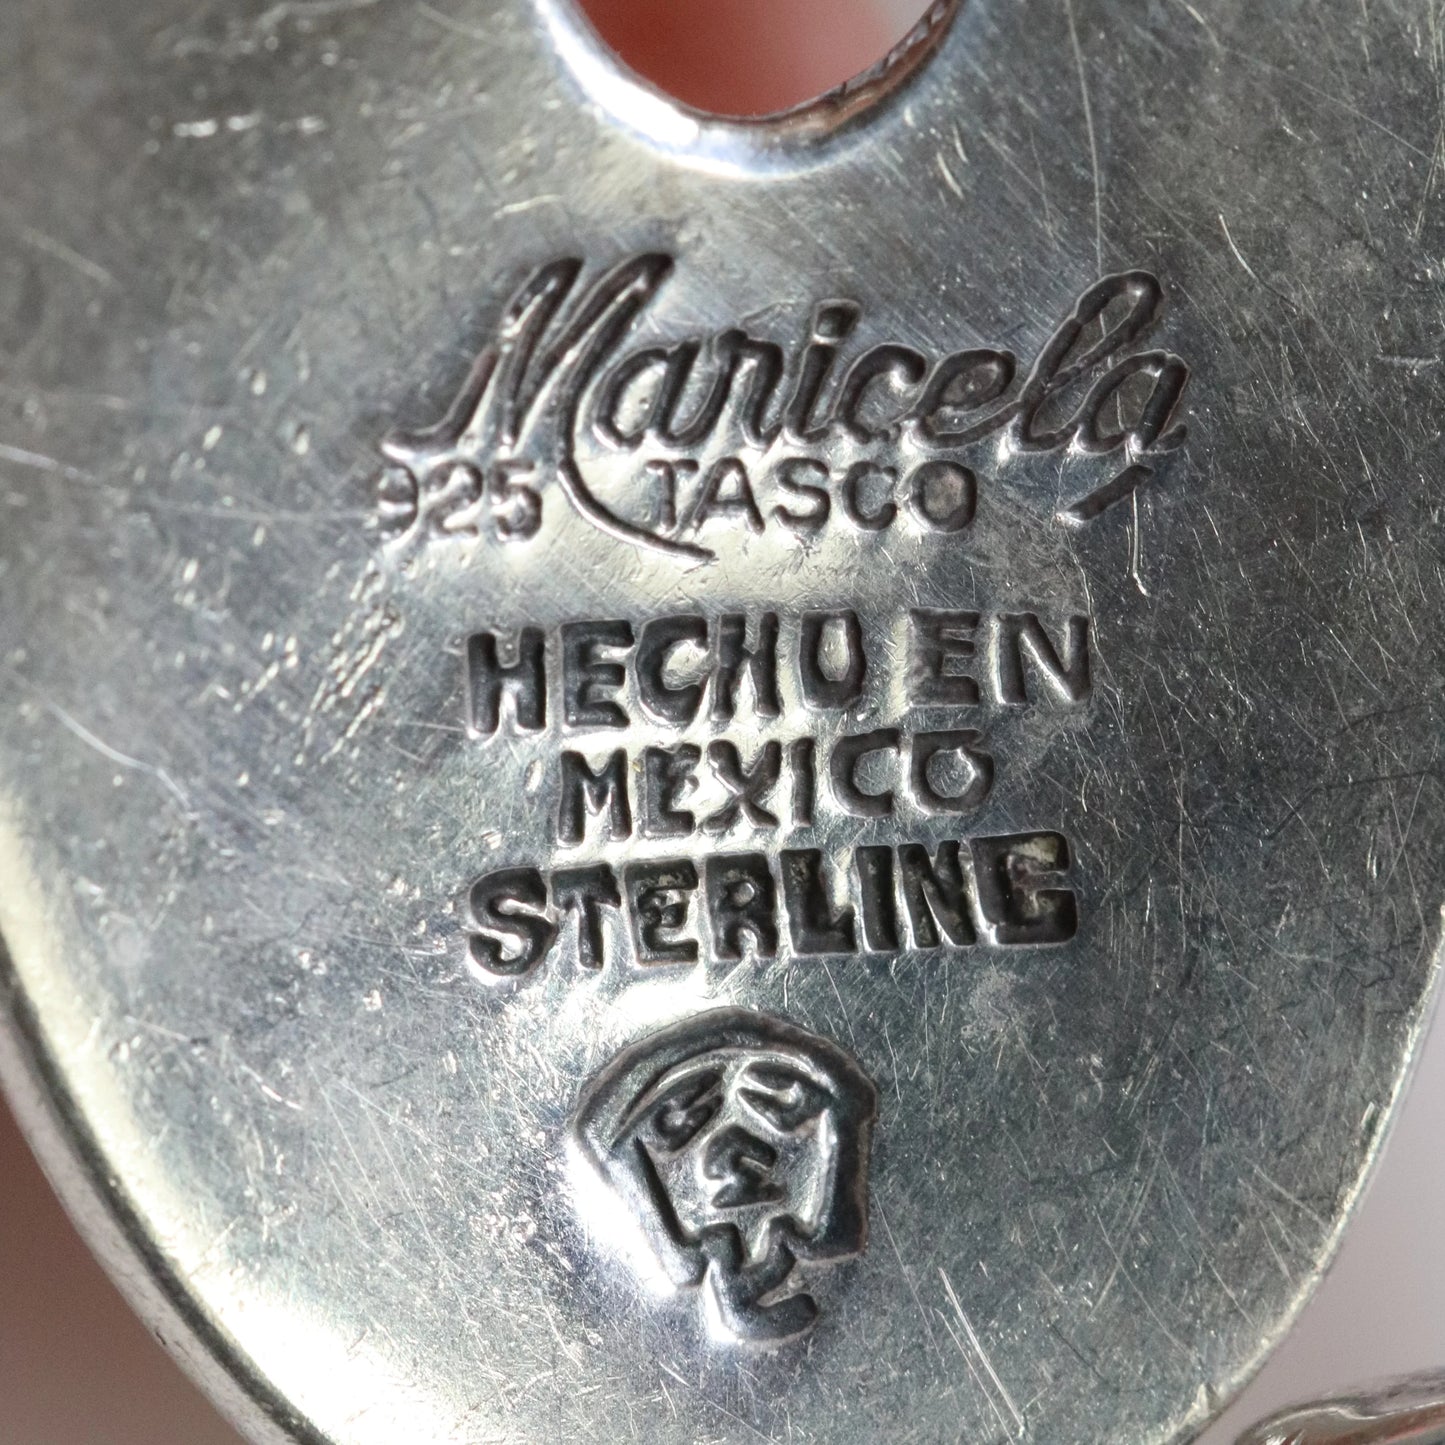 Maricela
925 TASCO
HECHO EN
MEXICO
STERLING